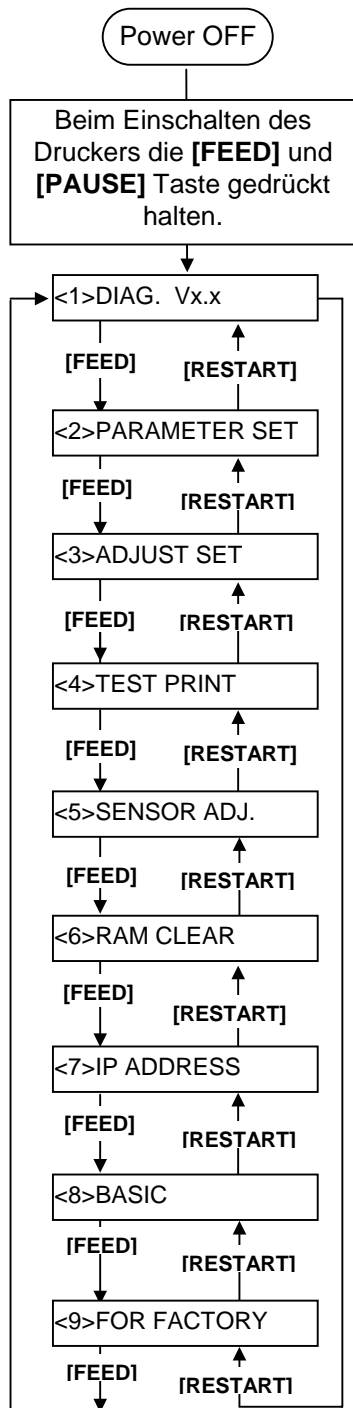 Power OFF
Beim Einschalten des
Druckers die [FEED] und
[PAUSE] Taste gedrückt
halten.
<1>DIAG. Vx.x
[FEED] [RESTART]
<2>PARAMETER SET
[FEED] [RESTART]
<3>ADJUST SET
[FEED] [RESTART]
<4>TEST PRINT
[FEED] [RESTART]
<5>SENSOR ADJ.
[FEED] [RESTART]
<6>RAM CLEAR
[FEED] [RESTART]
<7>IP ADDRESS
[FEED] [RESTART]
<8>BASIC
[FEED] [RESTART]
<9>FOR FACTORY
[FEED] [RESTART]